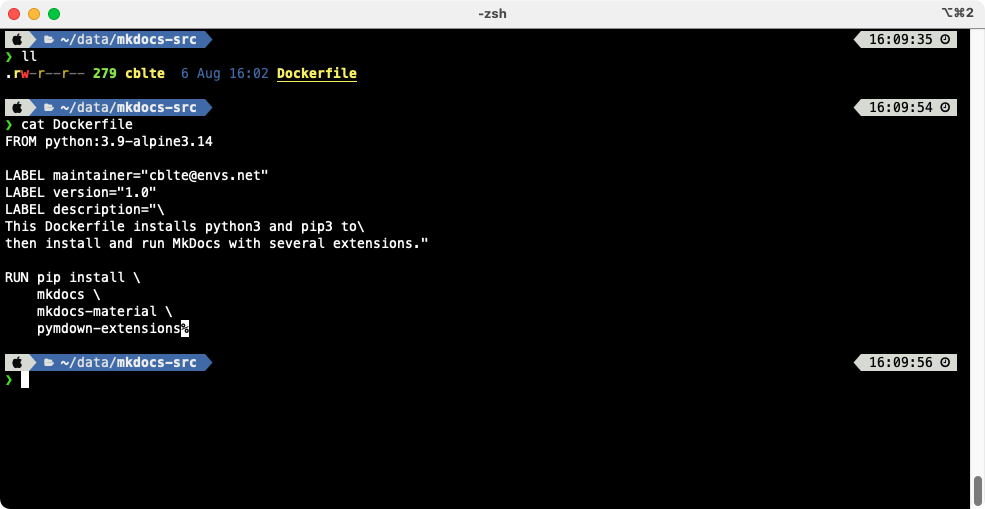 -zsh ⌥⌘2
~/data/mkdocs-src 16:09:35
❯ ll
.rw-r--r-- 279 cblte  6 Aug 16:02 Dockerfile
~/data/mkdocs-src 16:09:54
❯ cat Dockerfile
FROM python:3.9-alpine3.14
LABEL maintainer="cblte@envs.net"
LABEL version="1.0"
LABEL description="\
This Dockerfile installs python3 and pip3 to\
then install and run MkDocs with several extensions."
RUN pip install \
    mkdocs \
    mkdocs-material \
    pymdown-extensions%
~/data/mkdocs-src 16:09:56
❯